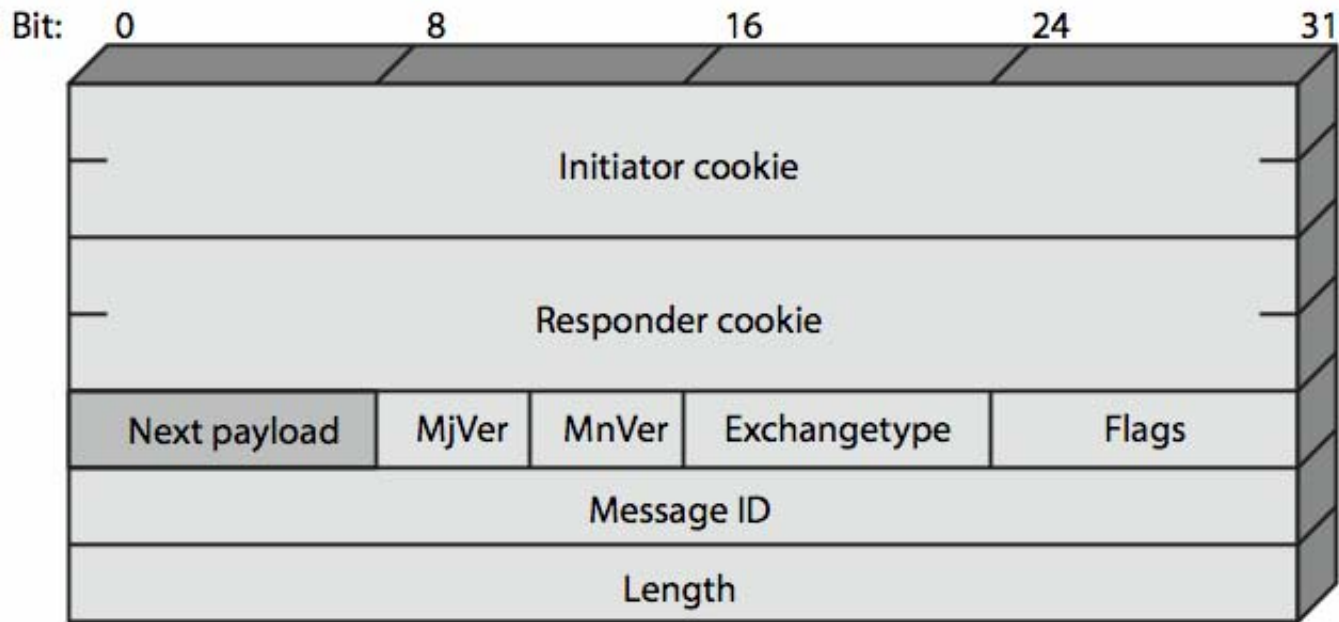 Bit: 0 8 16 24 31
Initiator cookie
Responder cookie
Next payload MjVer MnVer Exchangetype Flags
Message ID
Length